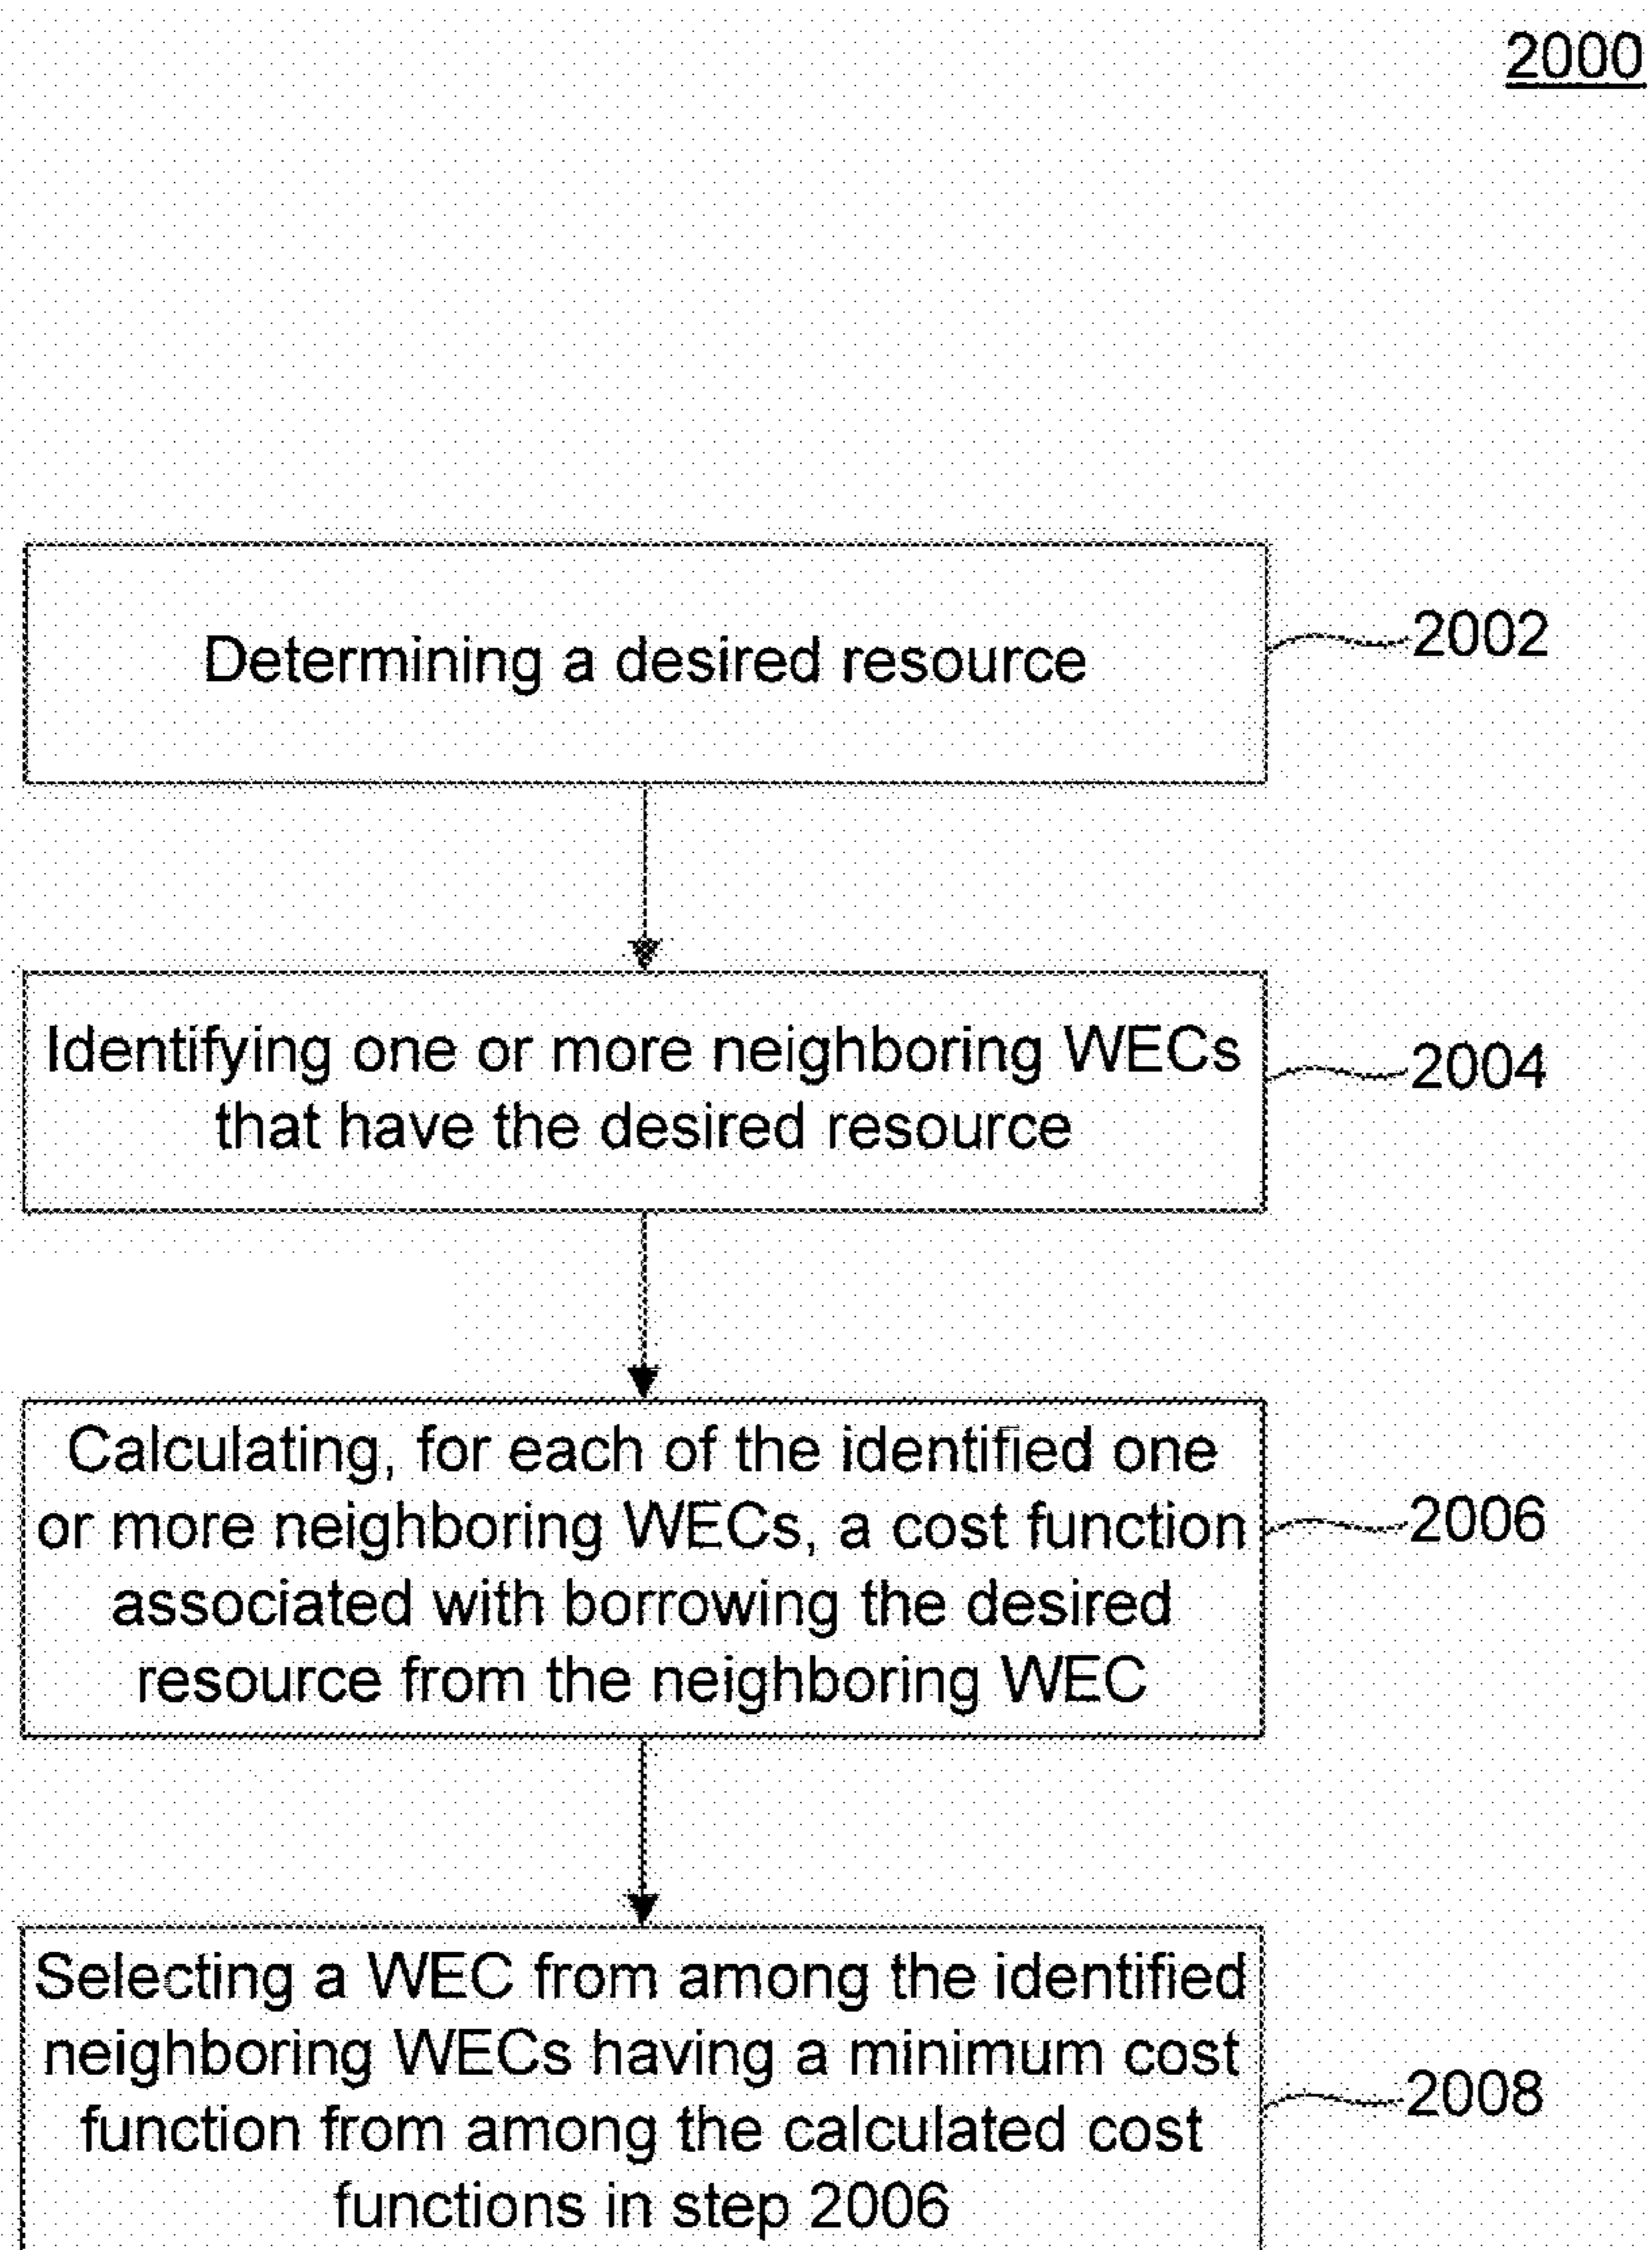 2000
Determining a desired resource
2002
Identifying one or more neighboring WECs
that have the desired resource
2004
Calculating, for each of the identified one
or more neighboring WECs, a cost function
associated with borrowing the desired
resource from the neighboring WEC
2006
Selecting a WEC from among the identified
neighboring WECs having a minimum cost
function from among the calculated cost
functions in step 2006
2008